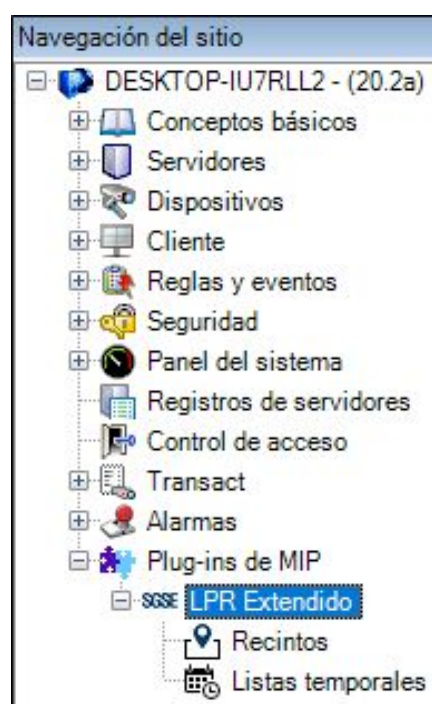 Navegación del sitio
DESKTOP-IU7RLL2 - (20.2a)
Conceptos básicos
Servidores
Dispositivos
Cliente
Reglas y eventos
Seguridad
Panel del sistema
Registros de servidores
Control de acceso
Transact
Alarmas
Plug-ins de MIP
SGSE LPR Extendido
Recintos
Listas temporales